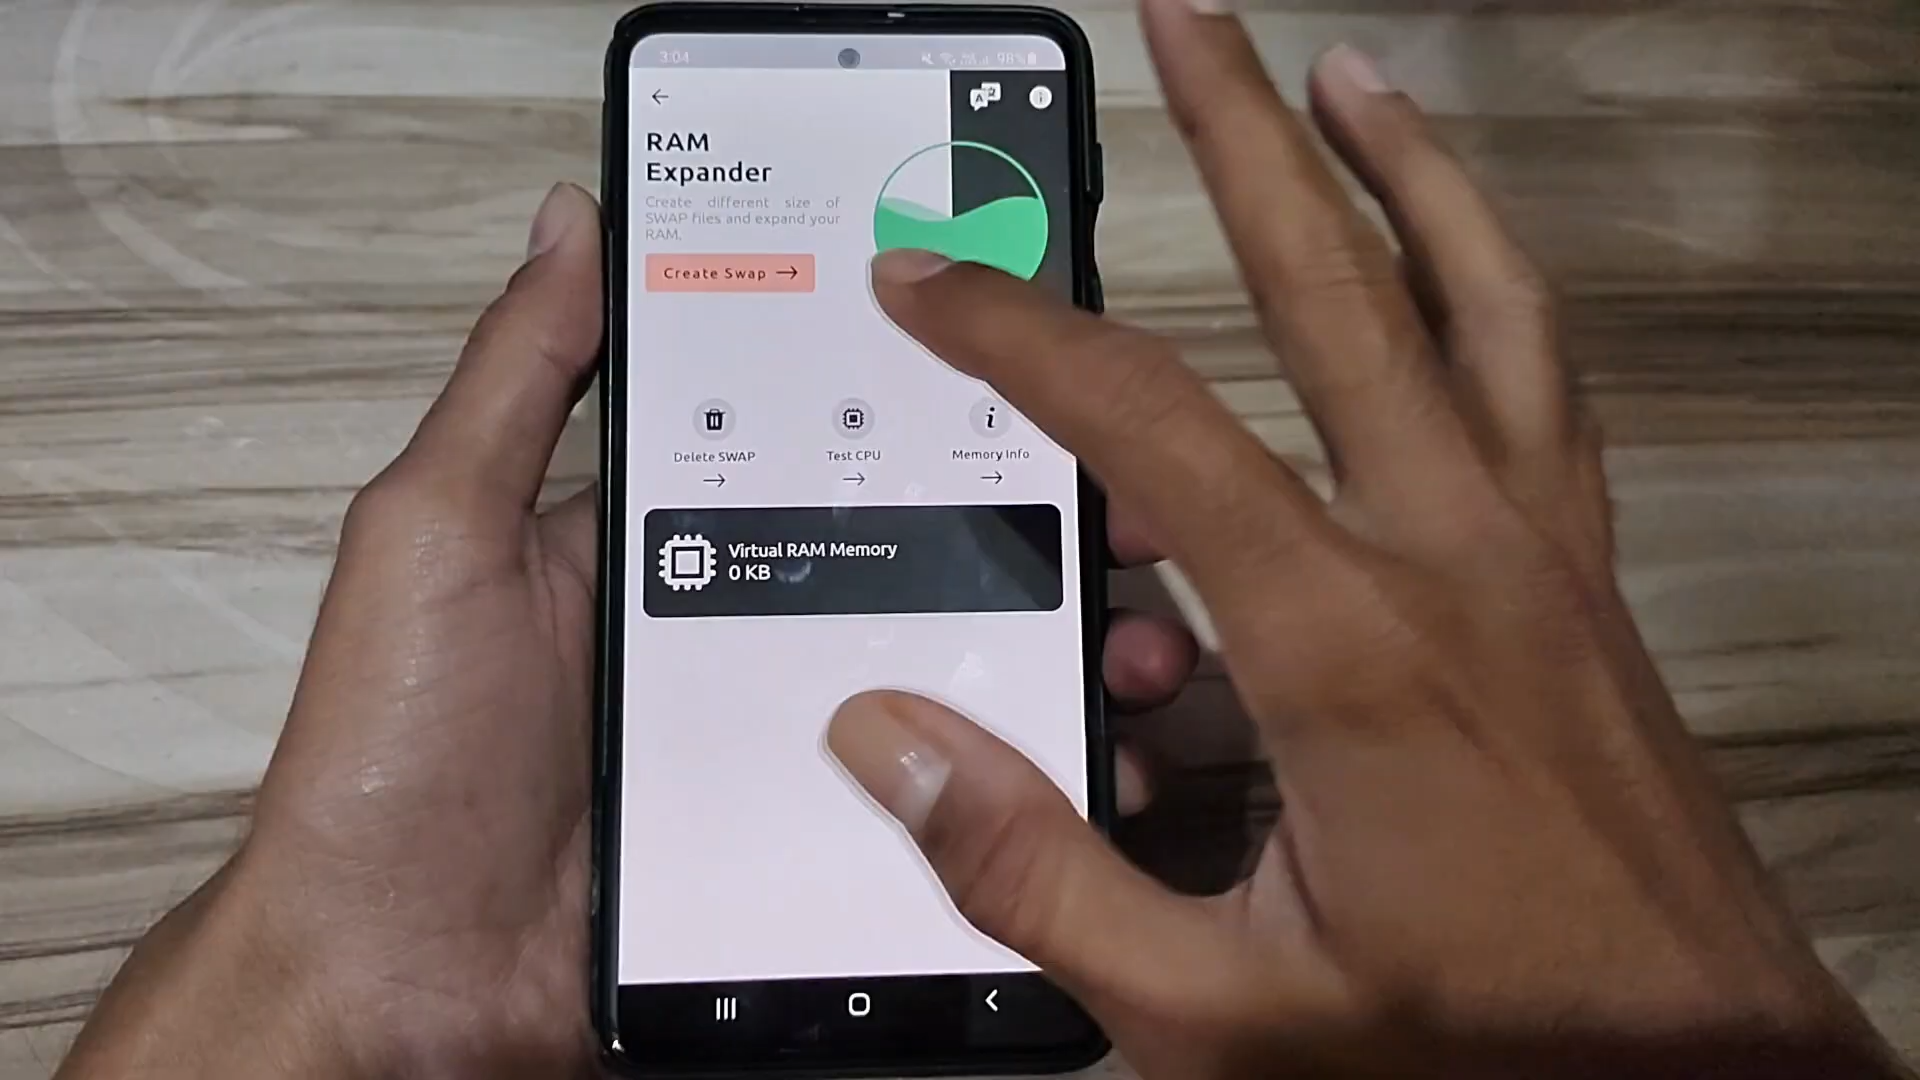 3:04
98%
RAM
Expander
Create different size of
SWAP files and expand your
RAM.
Create Swap
Delete SWAP
Test CPU
Memory Info
Virtual RAM Memory
0 KB